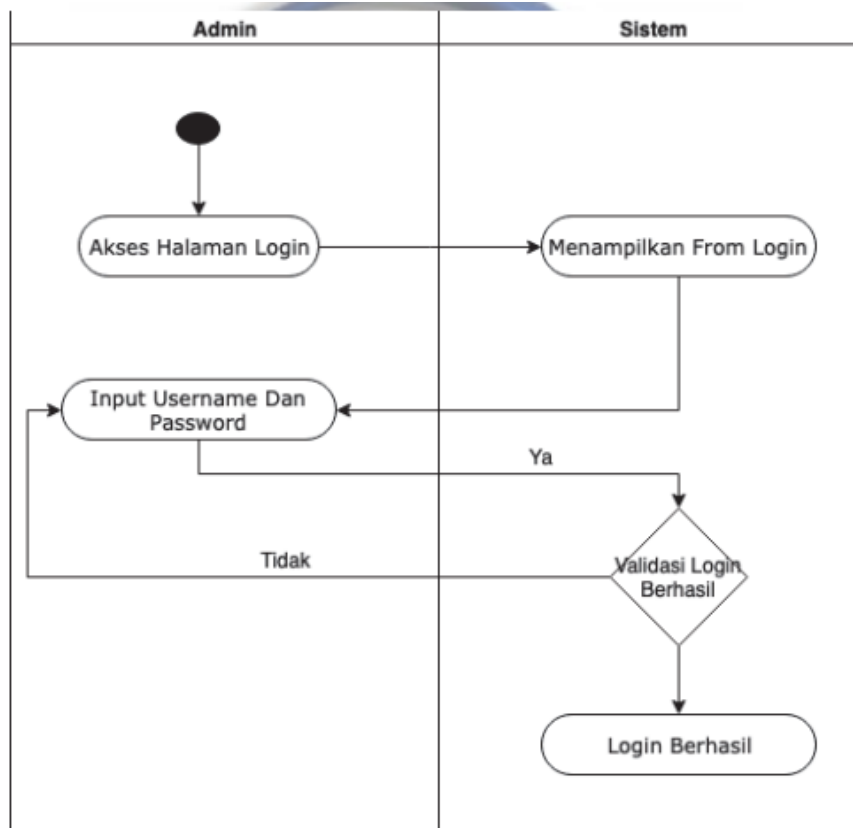 Admin
Sistem
Akses Halaman Login
Menampilkan From Login
Input Username Dan
Password
Ya
Tidak
Validasi Login
Berhasil
Login Berhasil